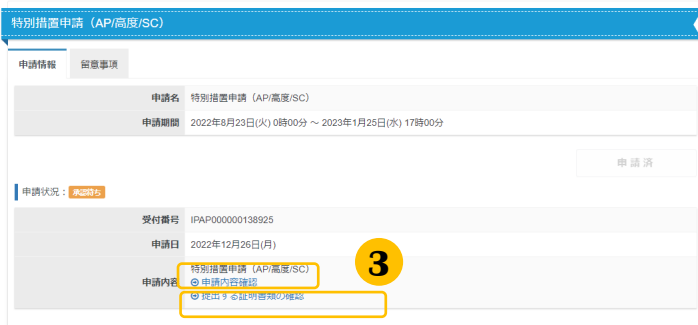 特別措置申請（AP/高度/SC）
申請情報 留意事項
申請名 特別措置申請（AP/高度/SC）
申請期間 2022年8月23日(火) 0時00分 ～ 2023年1月25日(水) 17時00分
申請済
申請状況： 承認待ち
受付番号 IPAP000000138925
申請日 2022年12月26日(月)
特別措置申請（AP/高度/SC）
申請内容 申請内容確認
提出する証明書類の確認
3